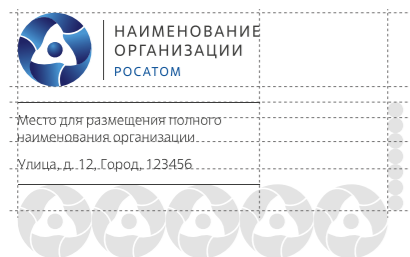 НАИМЕНОВАНИЕ
ОРГАНИЗАЦИИ
РОСАТОМ
Место для размещения полного
наименования организации
Улица, д. 12, Город, 123456